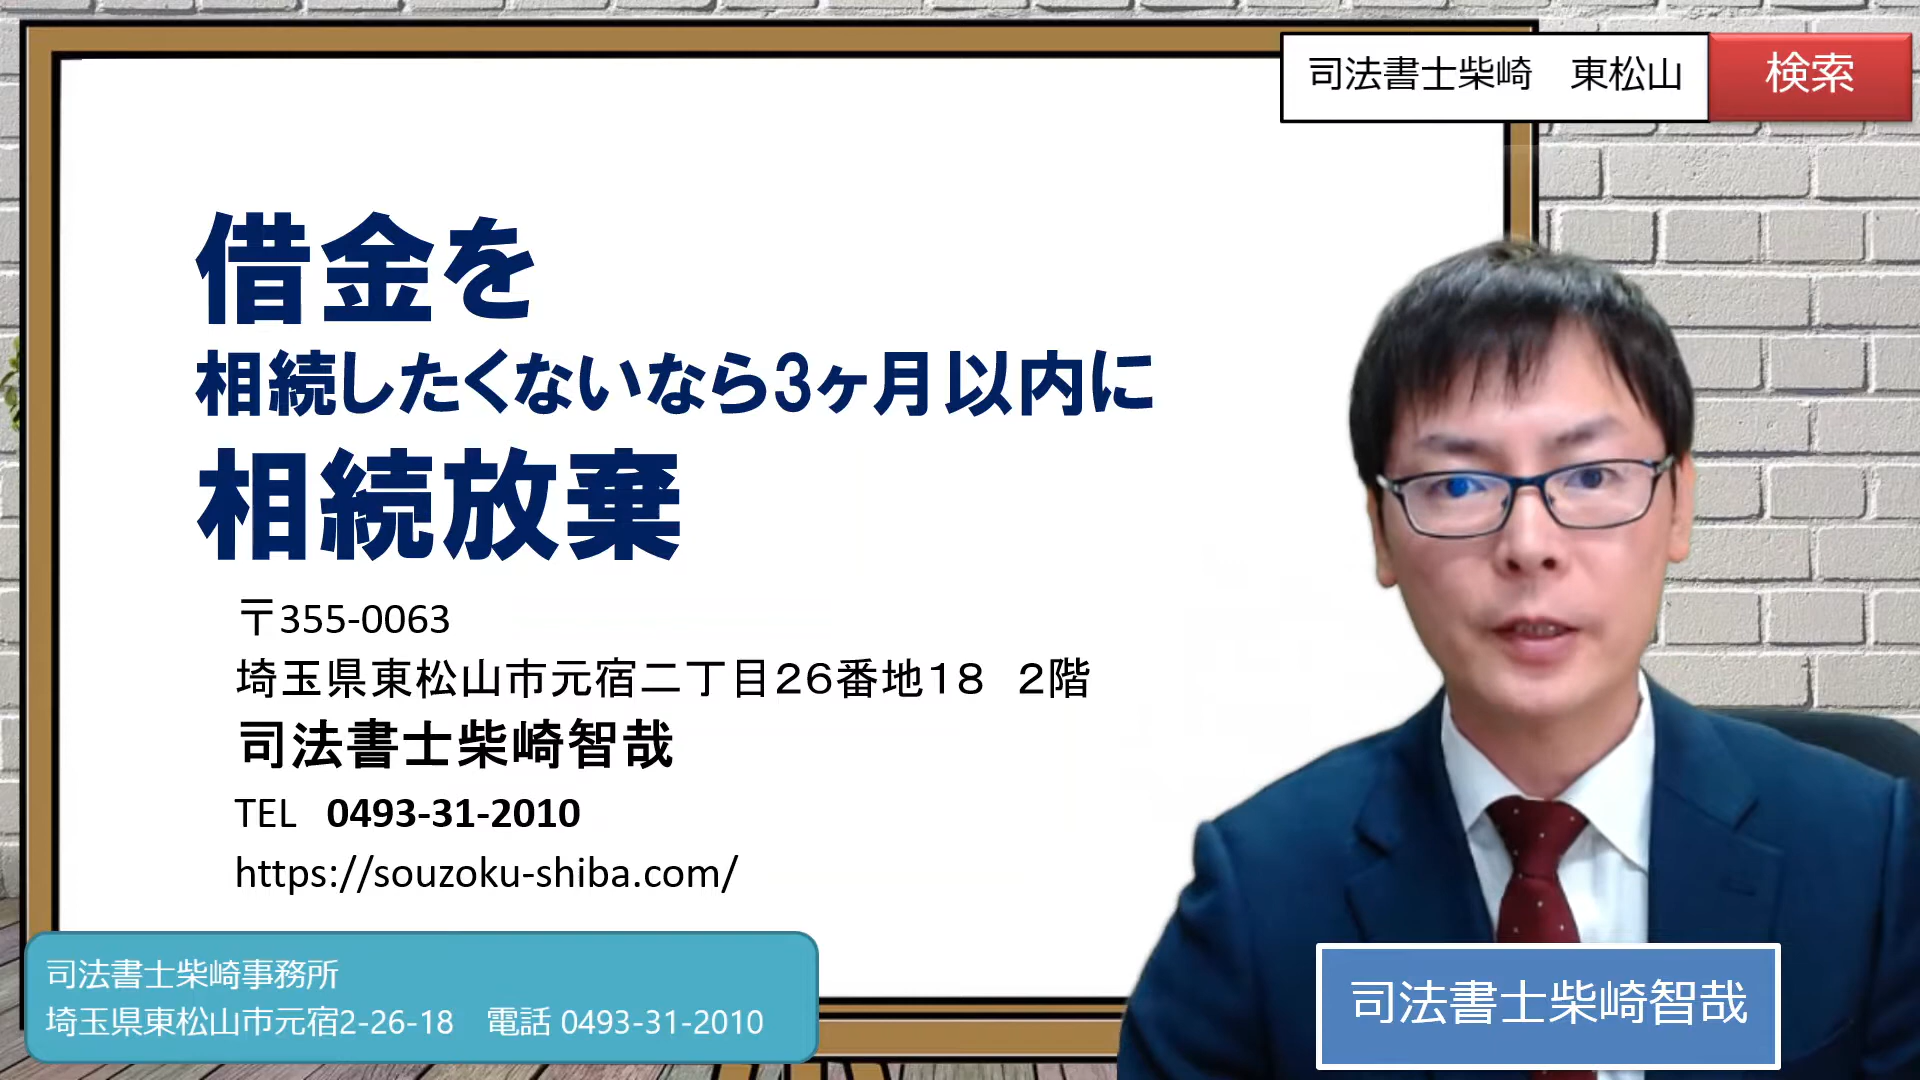 司法書士柴崎　東松山
検索
借金を
相続したくないなら3ヶ月以内に
相続放棄
〒355-0063
埼玉県東松山市元宿二丁目２６番地１８　２階
司法書士柴崎智哉
TEL 0493-31-2010
https://souzoku-shiba.com/
司法書士柴崎事務所
埼玉県東松山市元宿2-26-18　電話 0493-31-2010
司法書士柴崎智哉